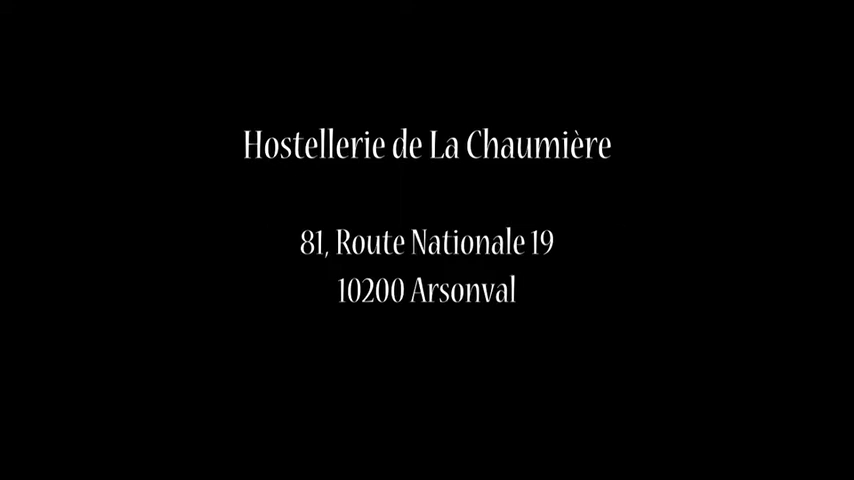 Hostellerie de La Chaumière
81, Route Nationale 19
10200 Arsonval